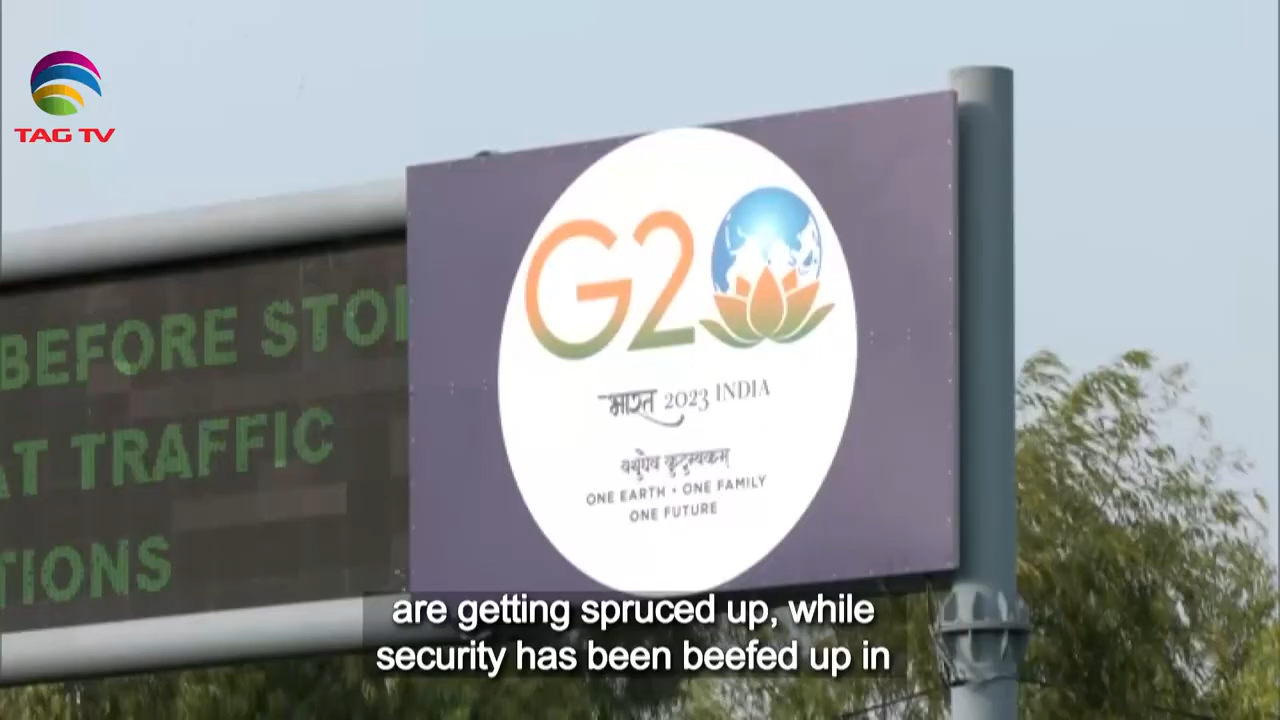 TAG TV
BEFORE STO
AT TRAFFIC
TIONS
G20
भारत 2023 INDIA
वसुधैव कुटुम्बकम्
ONE EARTH • ONE FAMILY
ONE FUTURE
are getting spruced up, while
security has been beefed up in